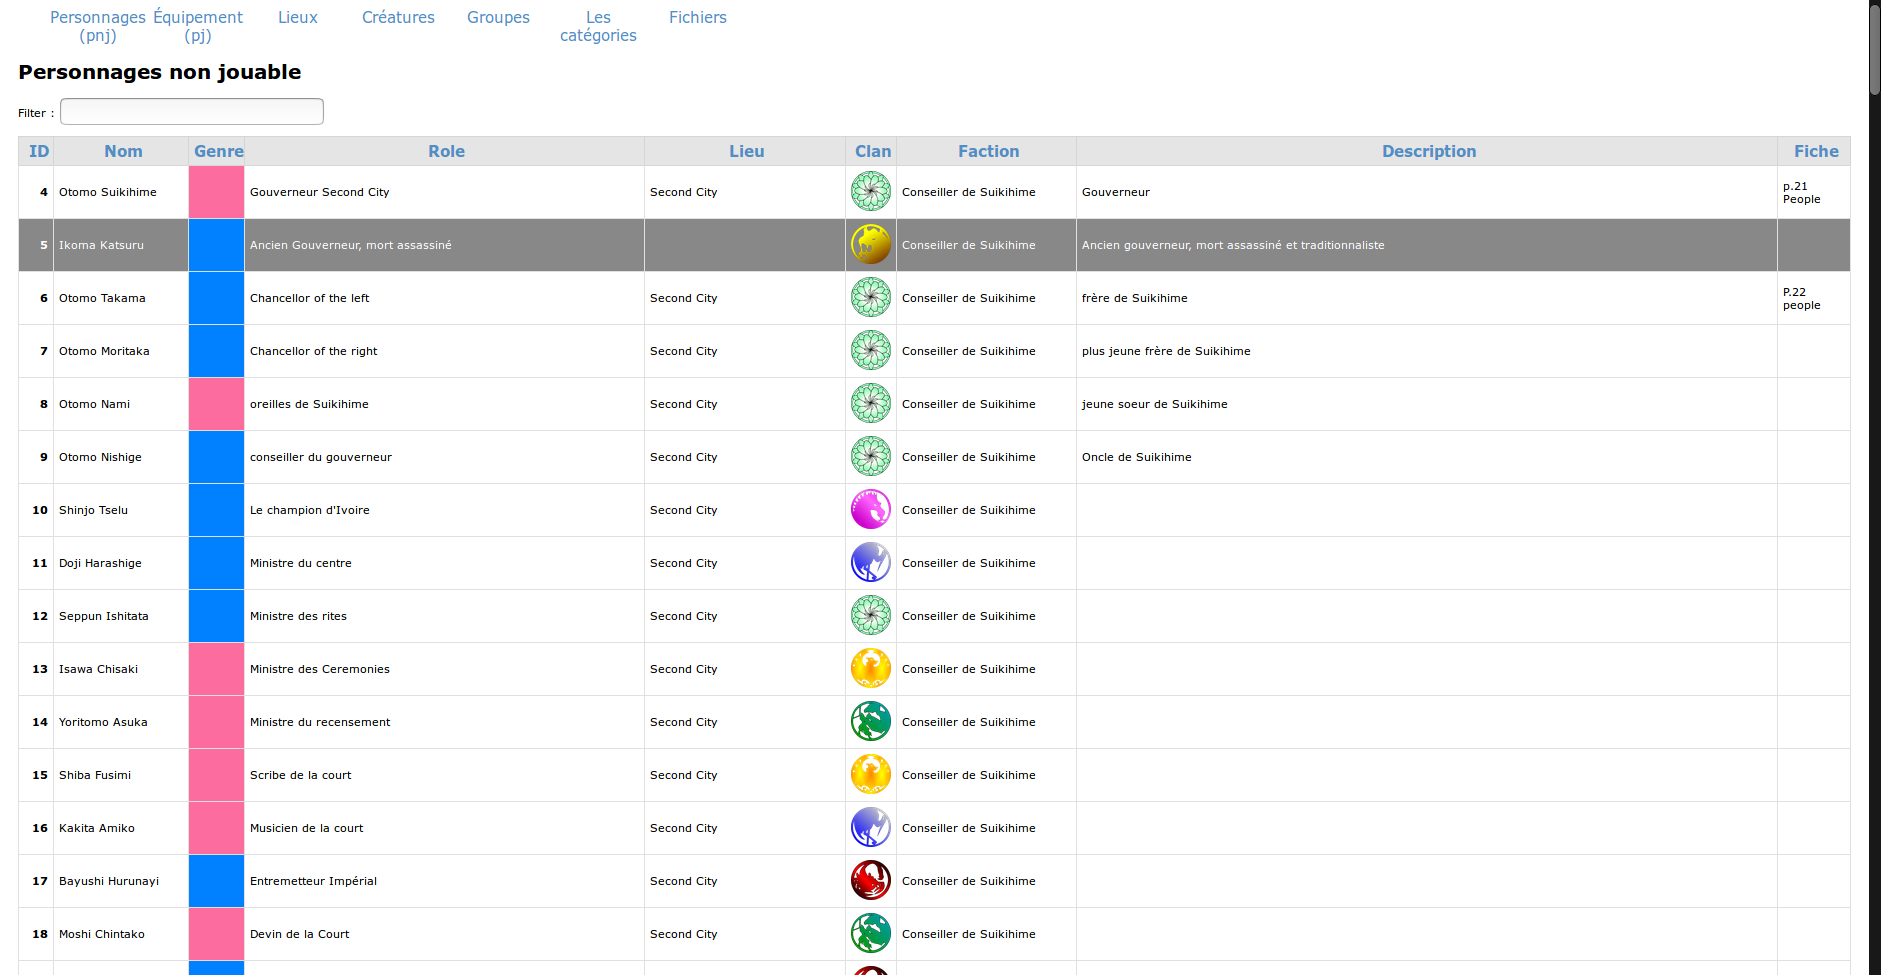 Personnages (pnj) Équipement (pj) Lieux Créatures Groupes Les catégories Fichiers
Personnages non jouable
Filter :
ID Nom Genre Role Lieu Clan Faction Description Fiche
4 Otomo Suikihime Gouverneur Second City Second City Conseiller de Suikihime Gouverneur p.21 People
5 Ikoma Katsuru Ancien Gouverneur, mort assassiné Conseiller de Suikihime Ancien gouverneur, mort assassiné et traditionnaliste
6 Otomo Takama Chancellor of the left Second City Conseiller de Suikihime frère de Suikihime P.22 people
7 Otomo Moritaka Chancellor of the right Second City Conseiller de Suikihime plus jeune frère de Suikihime
8 Otomo Nami oreilles de Suikihime Second City Conseiller de Suikihime jeune soeur de Suikihime
9 Otomo Nishige conseiller du gouverneur Second City Conseiller de Suikihime Oncle de Suikihime
10 Shinjo Tselu Le champion d'Ivoire Second City Conseiller de Suikihime
11 Doji Harashige Ministre du centre Second City Conseiller de Suikihime
12 Seppun Ishitata Ministre des rites Second City Conseiller de Suikihime
13 Isawa Chisaki Ministre des Ceremonies Second City Conseiller de Suikihime
14 Yoritomo Asuka Ministre du recensement Second City Conseiller de Suikihime
15 Shiba Fusimi Scribe de la court Second City Conseiller de Suikihime
16 Kakita Amiko Musicien de la court Second City Conseiller de Suikihime
17 Bayushi Hurunayi Entremetteur Impérial Second City Conseiller de Suikihime
18 Moshi Chintako Devin de la Court Second City Conseiller de Suikihime